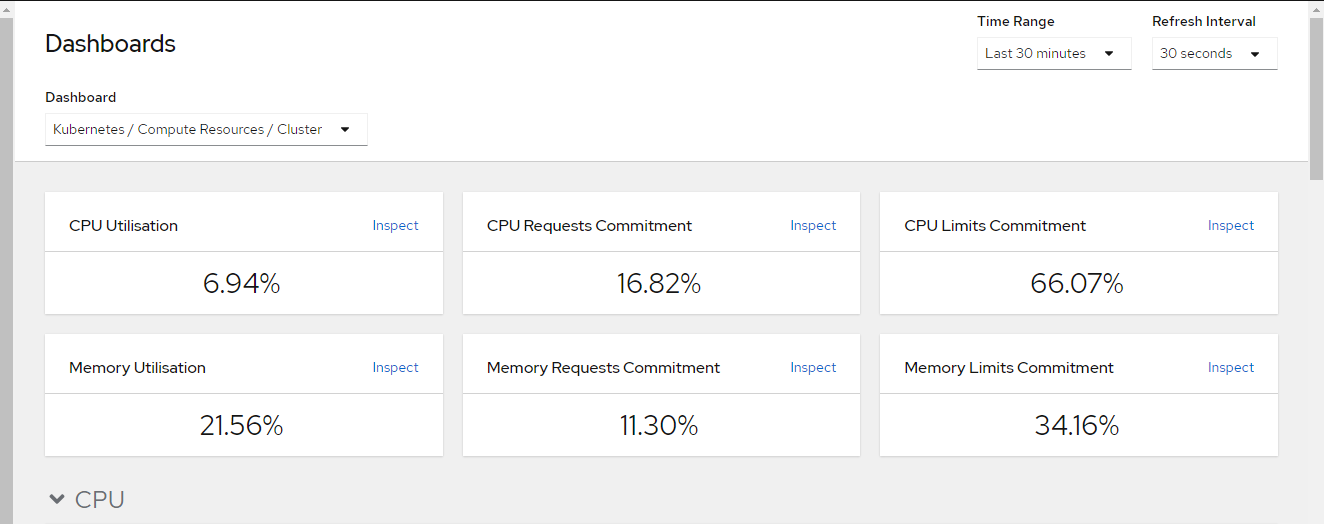 Dashboards
Time Range
Refresh Interval
Last 30 minutes
30 seconds
Dashboard
Kubernetes / Compute Resources / Cluster
CPU Utilisation Inspect
CPU Requests Commitment Inspect
CPU Limits Commitment Inspect
6.94%
16.82%
66.07%
Memory Utilisation Inspect
Memory Requests Commitment Inspect
Memory Limits Commitment Inspect
21.56%
11.30%
34.16%
CPU